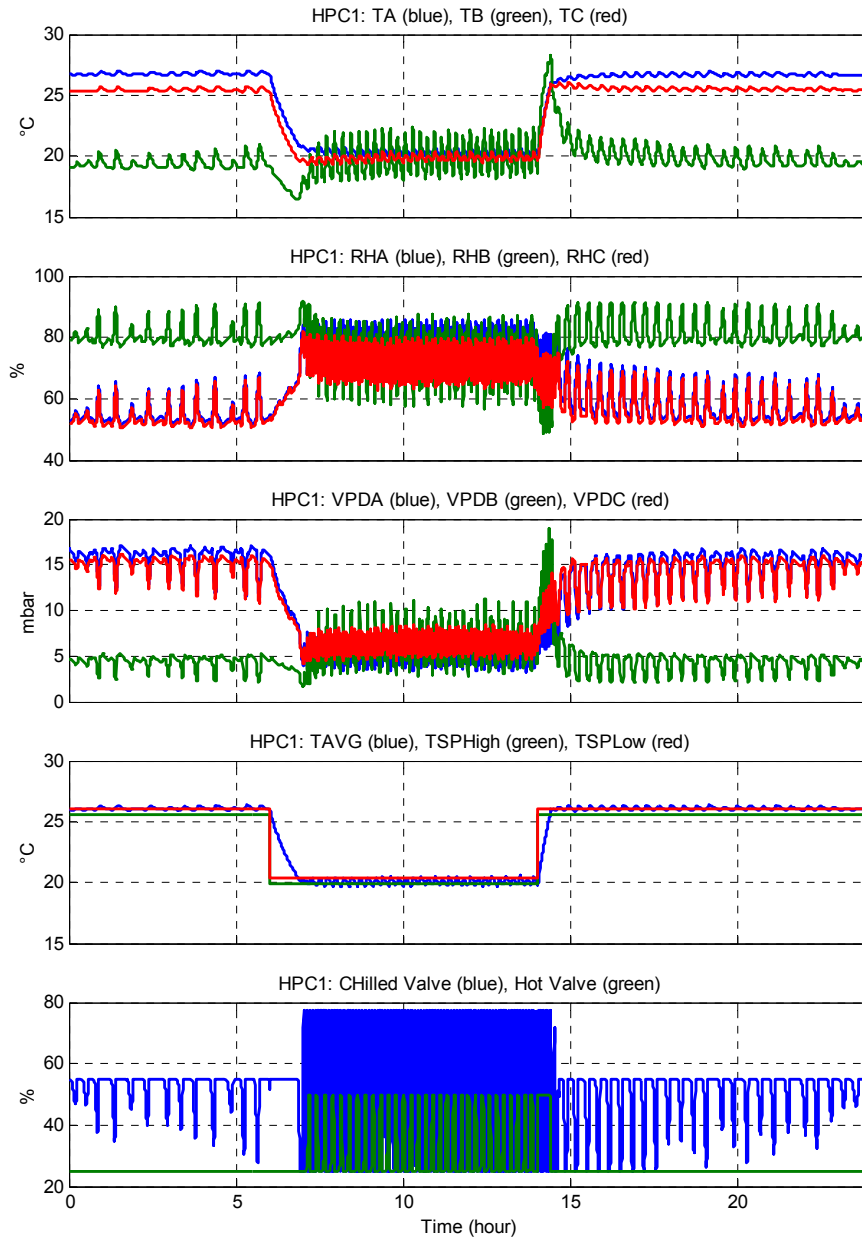 HPC1: TA (blue), TB (green), TC (red)
30
25
20
15
°C
HPC1: RHA (blue), RHB (green), RHC (red)
100
80
60
40
%
HPC1: VPDA (blue), VPDB (green), VPDC (red)
20
15
10
5
0
mbar
HPC1: TAVG (blue), TSPHigh (green), TSPLow (red)
30
25
20
15
°C
HPC1: CHilled Valve (blue), Hot Valve (green)
80
60
40
20
%
0 5 10 15 20
Time (hour)